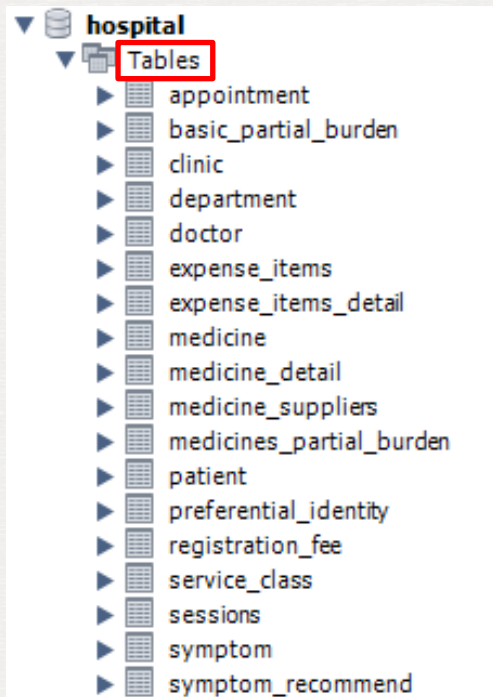 hospital
Tables
appointment
basic_partial_burden
clinic
department
doctor
expense_items
expense_items_detail
medicine
medicine_detail
medicine_suppliers
medicines_partial_burden
patient
preferential_identity
registration_fee
service_class
sessions
symptom
symptom_recommend